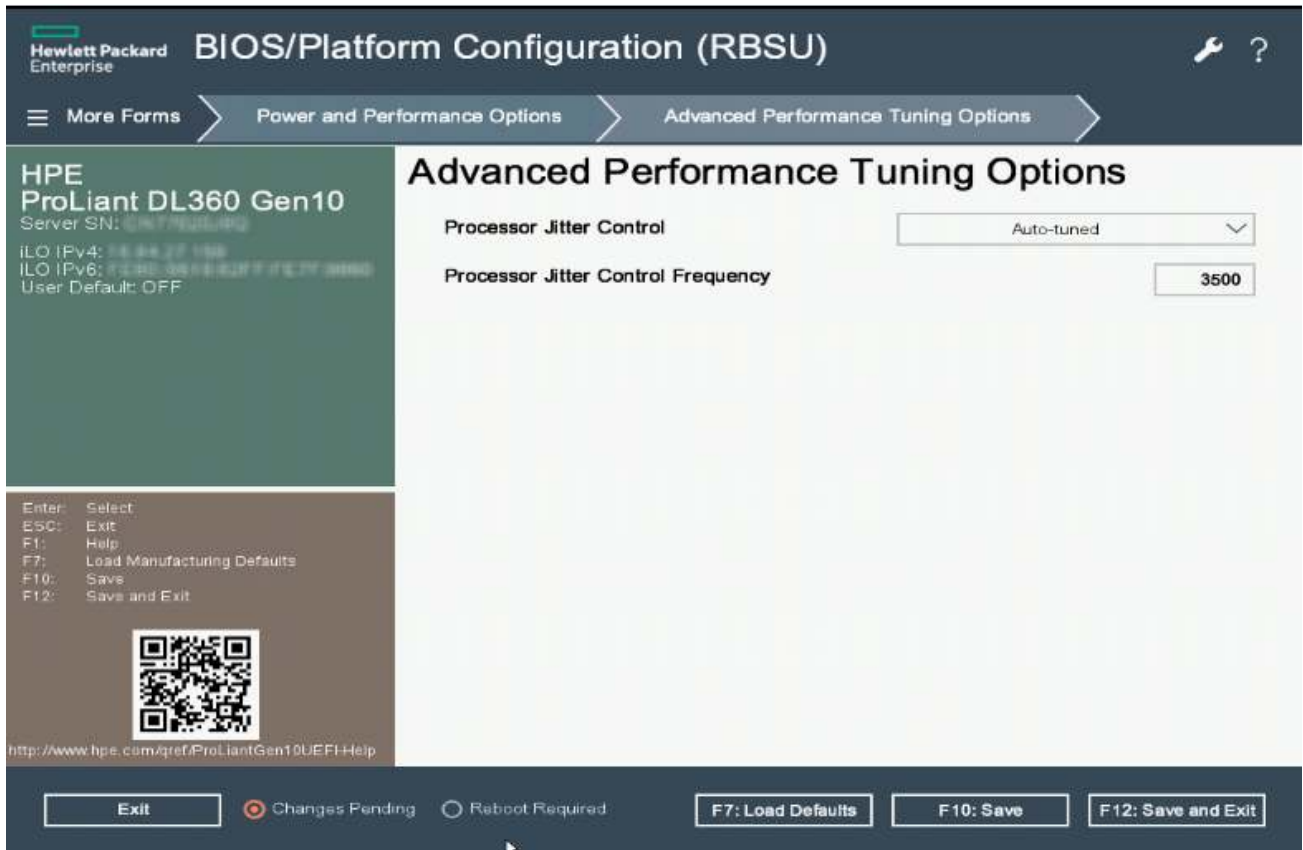 Hewlett Packard
Enterprise
BIOS/Platform Configuration (RBSU)
?
More Forms
Power and Performance Options
Advanced Performance Tuning Options
HPE
ProLiant DL360 Gen10
Server SN:
iLO IPv4:
iLO IPv6:
User Default: OFF
Enter: Select
ESC: Exit
F1: Help
F7: Load Manufacturing Defaults
F10: Save
F12: Save and Exit
http://www.hpe.com/qref/ProLiantGen10UEFI-Help
Advanced Performance Tuning Options
Processor Jitter Control
Auto-tuned
Processor Jitter Control Frequency
3500
Exit
Changes Pending
Reboot Required
F7: Load Defaults
F10: Save
F12: Save and Exit